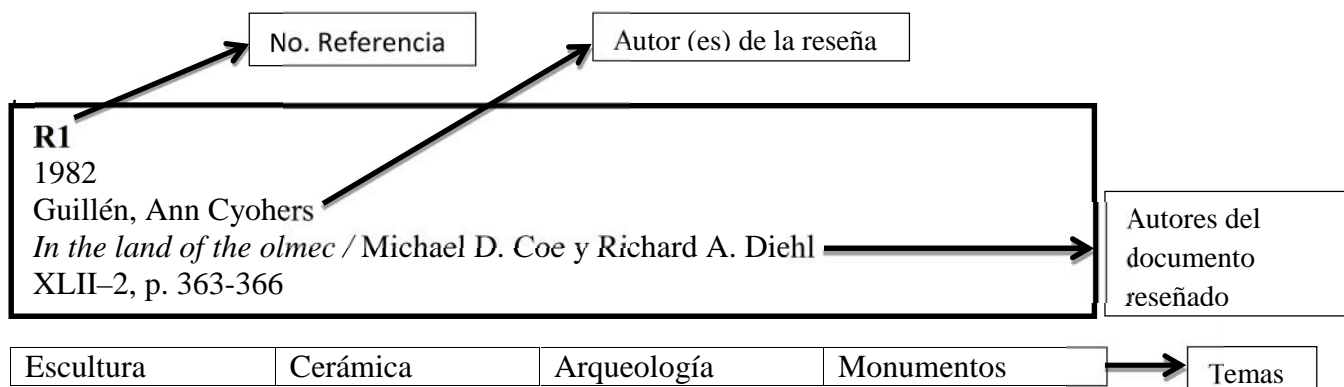 No. Referencia
Autor (es) de la reseña
R1
1982
Guillén, Ann Cyohers
In the land of the olmec / Michael D. Coe y Richard A. Diehl
XLII–2, p. 363-366
Autores del
documento
reseñado
Escultura Cerámica Arqueología Monumentos
Temas